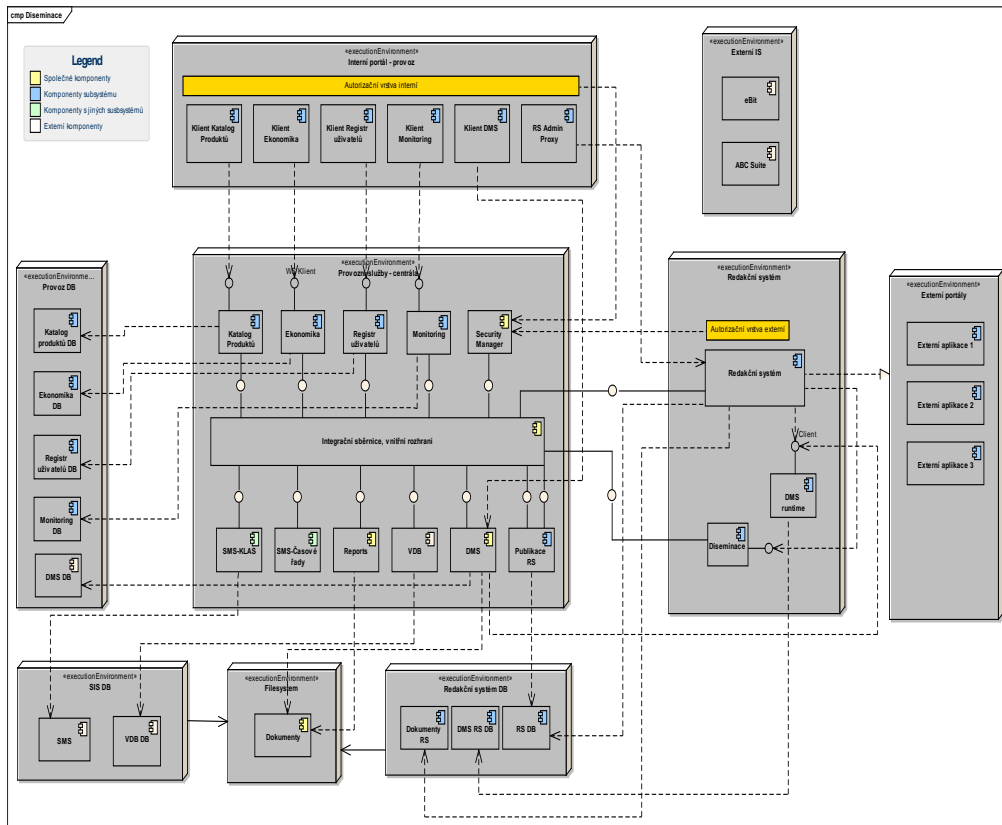 cmp Diseminace
Legend
Společné komponenty
Komponenty subsystému
Komponenty s jiných susbsystémů
Externí komponenty
«executionEnvironment»
Interní portál - provoz
Autorizační vrstva interní
Klient Katalog
Produktů
Klient
Ekonomika
Klient Registr
uživatelů
Klient
Monitoring
Klient DMS
RS Admin
Proxy
«executionEnvironment»
Externí IS
eBit
ABC Suite
«executionEnvironme...
Provoz DB
Katalog
produktů DB
Ekonomika
DB
Registr
uživatelů DB
Monitoring
DB
DMS DB
«executionEnvironment»
Provozní služby - centrála
Klient
Katalog
Produktů
Ekonomika
Registr
uživatelů
Monitoring
Security
Manager
Integrační sběrnice, vnitřní rozhraní
SMS-KLAS
SMS-Časové
řady
Reports
VDB
DMS
Publikace
RS
«executionEnvironment»
Redakční systém
Autorizační vrstva externí
Redakční systém
Client
DMS
runtime
Diseminace
«executionEnvironment»
Externí portály
Externí aplikace 1
Externí aplikace 2
Externí aplikace 3
«executionEnvironment»
SIS DB
SMS
VDB DB
«executionEnvironment»
Filesystem
Dokumenty
«executionEnvironment»
Redakční systém DB
Dokumenty
RS
DMS RS DB
RS DB